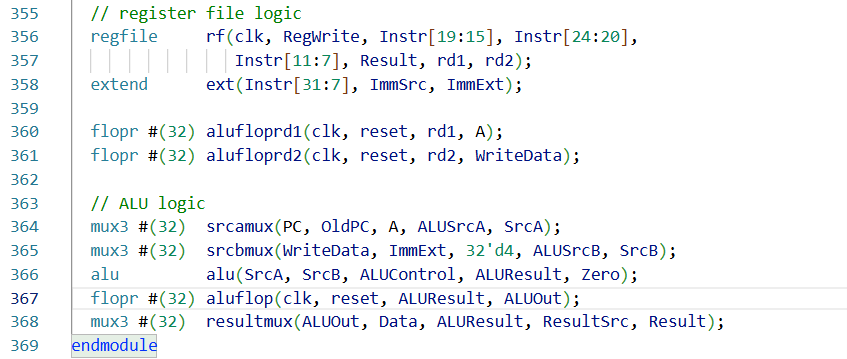 355 // register file logic
356 regfile rf(clk, RegWrite, Instr[19:15], Instr[24:20],
357 Instr[11:7], Result, rd1, rd2);
358 extend ext(Instr[31:7], ImmSrc, ImmExt);
359
360 flopr #(32) alufloprd1(clk, reset, rd1, A);
361 flopr #(32) alufloprd2(clk, reset, rd2, WriteData);
362
363 // ALU logic
364 mux3 #(32) srcamux(PC, OldPC, A, ALUSrcA, SrcA);
365 mux3 #(32) srcbmux(WriteData, ImmExt, 32'd4, ALUSrcB, SrcB);
366 alu alu(SrcA, SrcB, ALUControl, ALUResult, Zero);
367 flopr #(32) aluflop(clk, reset, ALUResult, ALUOut);
368 mux3 #(32) resultmux(ALUOut, Data, ALUResult, ResultSrc, Result);
369 endmodule